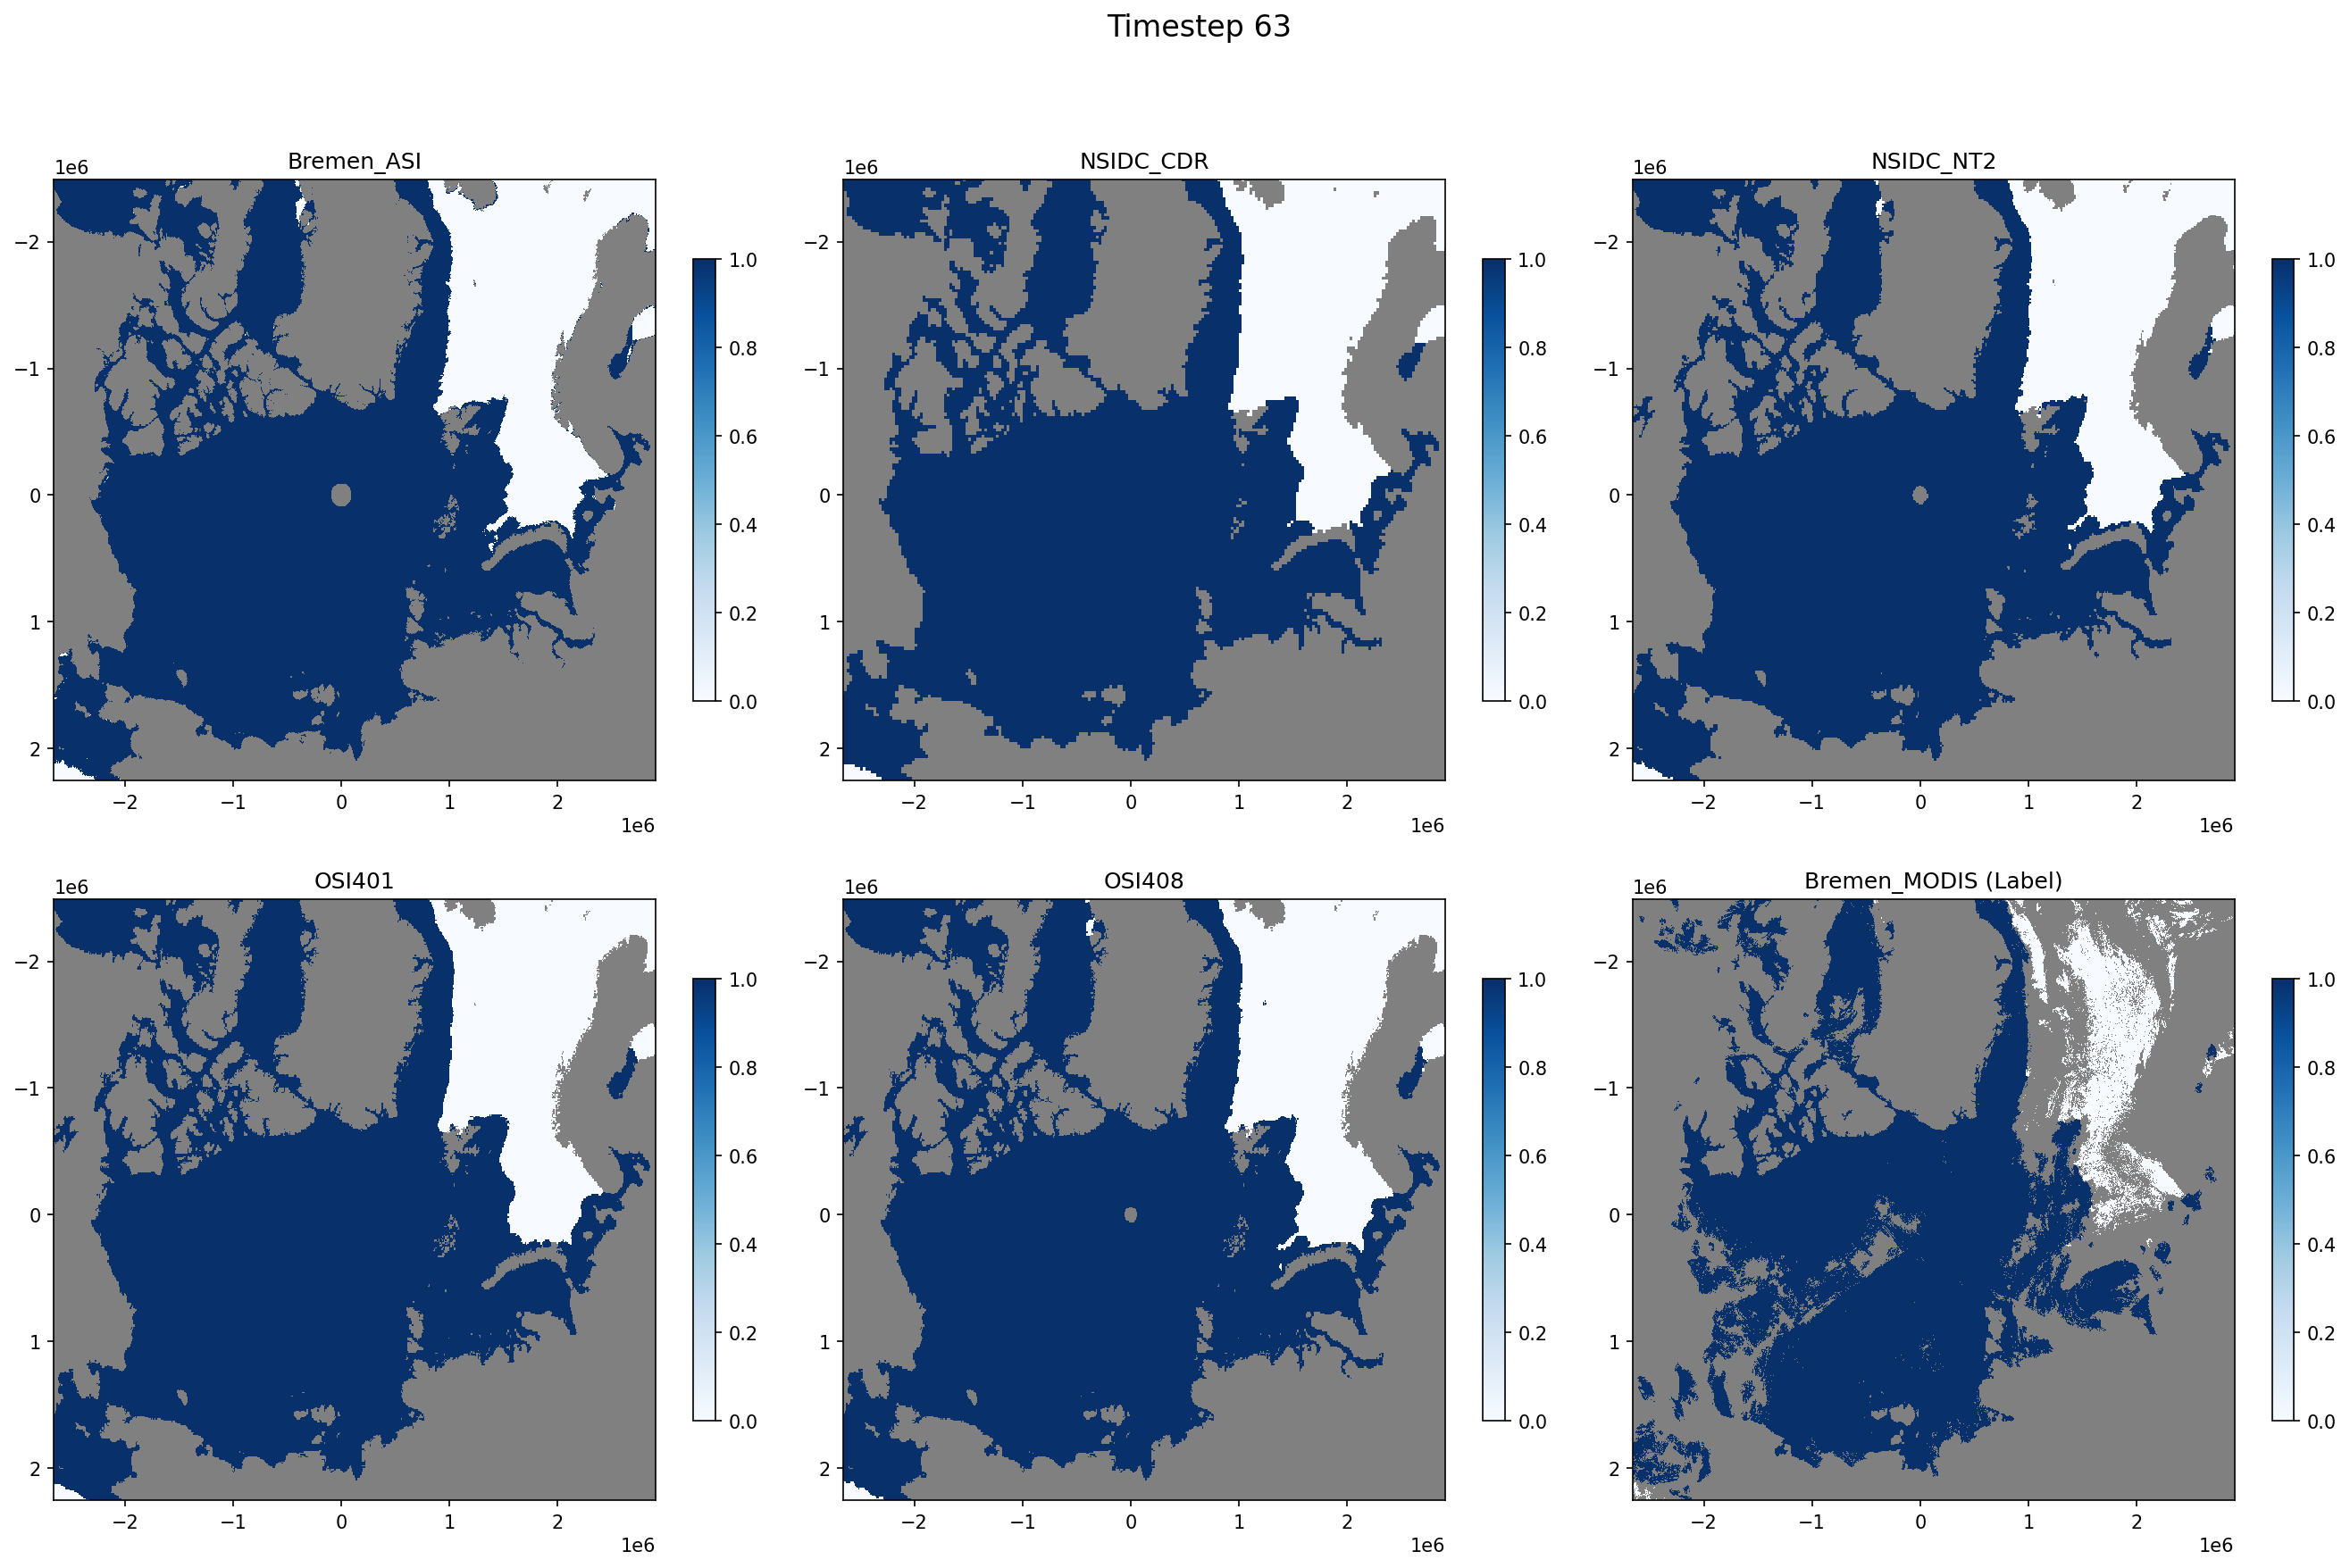 Timestep 63
Bremen_ASI NSIDC_CDR NSIDC_NT2
1e6 1e6 1e6
−2 −2 −2
1.0 1.0 1.0
−1 0.8 −1 0.8 −1 0.8
0.6 0.6 0.6
0 0 0
0.4 0.4 0.4
1 0.2 1 0.2 1 0.2
0.0 0.0 0.0
2 2 2
−2 −1 0 1 2 −2 −1 0 1 2 −2 −1 0 1 2
1e6 1e6 1e6
OSI401 OSI408 Bremen_MODIS (Label)
1e6 1e6 1e6
−2 −2 −2
1.0 1.0 1.0
−1 0.8 −1 0.8 −1 0.8
0.6 0.6 0.6
0 0 0
0.4 0.4 0.4
1 0.2 1 0.2 1 0.2
0.0 0.0 0.0
2 2 2
−2 −1 0 1 2 −2 −1 0 1 2 −2 −1 0 1 2
1e6 1e6 1e6